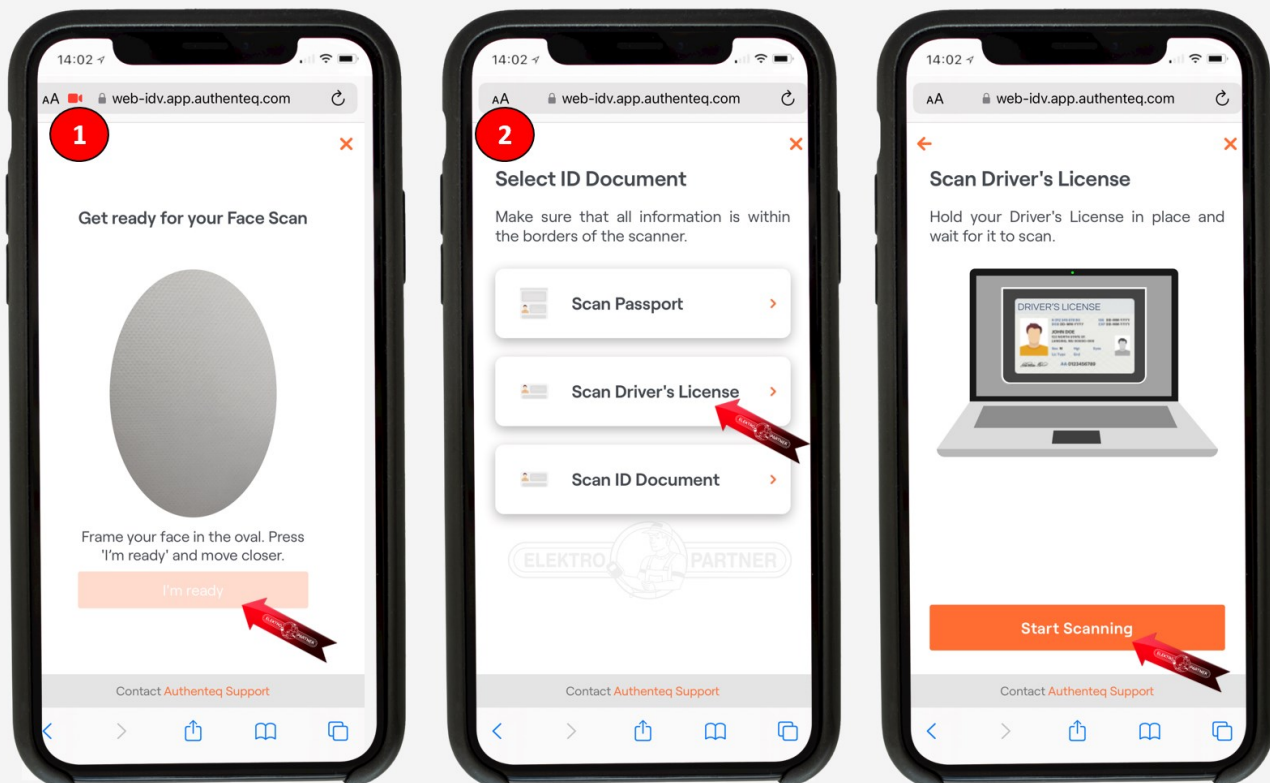 14:02
AA web-idv.app.authenteq.com
1
Get ready for your Face Scan
Frame your face in the oval. Press
'I'm ready' and move closer.
I'm ready
Contact Authenteq Support
14:02
AA web-idv.app.authenteq.com
2
Select ID Document
Make sure that all information is within
the borders of the scanner.
Scan Passport
Scan Driver's License
Scan ID Document
ELEKTRO PARTNER
Contact Authenteq Support
14:02
AA web-idv.app.authenteq.com
Scan Driver's License
Hold your Driver's License in place and
wait for it to scan.
DRIVER'S LICENSE
JOHN DOE
Start Scanning
Contact Authenteq Support